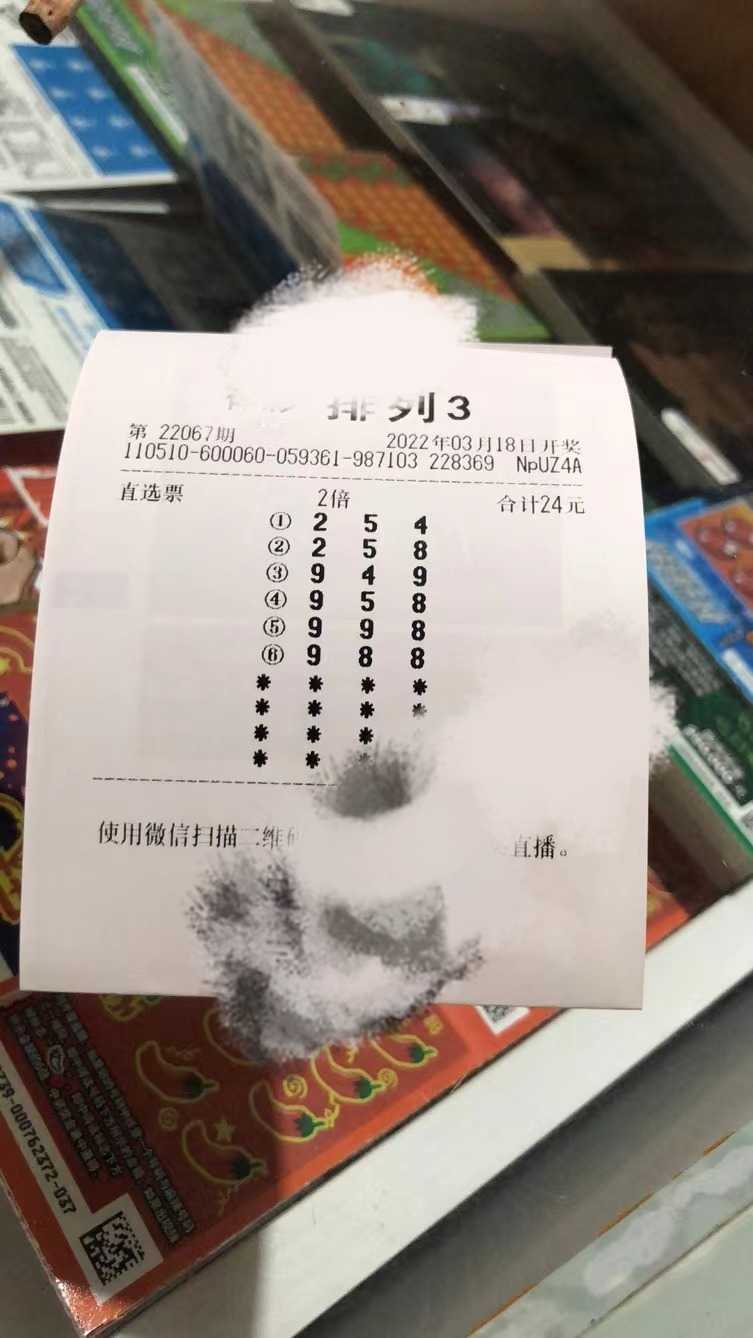 排列3
第 22067期 2022年03月18日开奖
110510-600060-059361-987103 228369 NpUZ4A
直选票 2倍 合计24元
① 2 5 4
② 2 5 8
③ 9 4 9
④ 9 5 8
⑤ 9 9 8
⑥ 9 8 8
* * * *
* * * *
* * *
* *
使用微信扫描二维 直播。
39-000762372-037